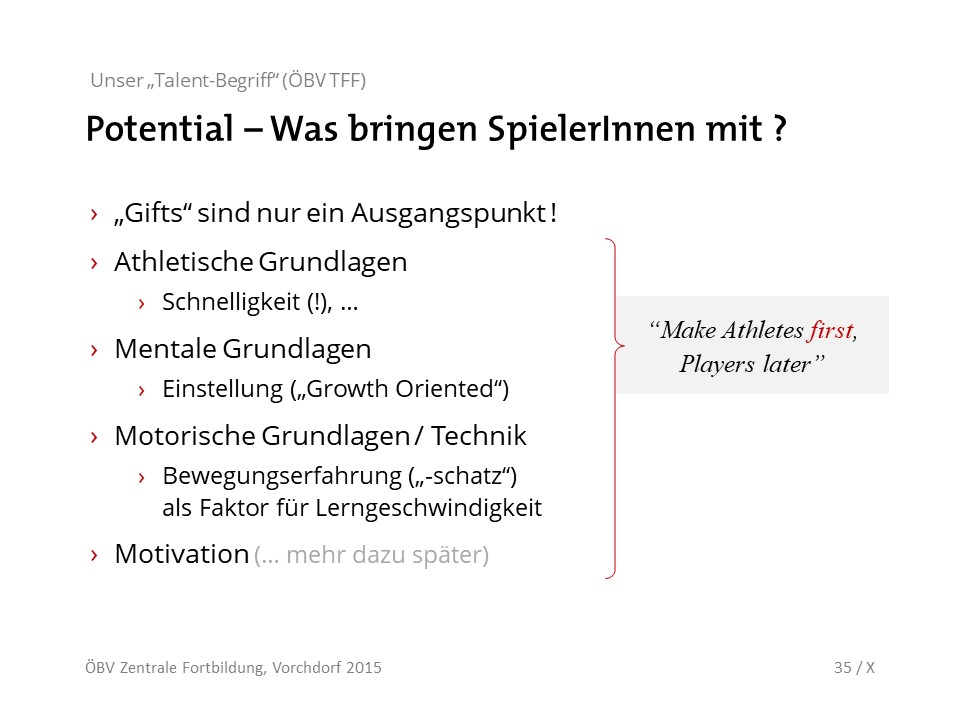 Unser „Talent-Begriff“ (ÖBV TFF)
Potential – Was bringen SpielerInnen mit ?
› „Gifts“ sind nur ein Ausgangspunkt !
› Athletische Grundlagen
› Schnelligkeit (!), ...
› Mentale Grundlagen
› Einstellung („Growth Oriented“)
› Motorische Grundlagen / Technik
› Bewegungserfahrung („-schatz“)
als Faktor für Lerngeschwindigkeit
› Motivation (... mehr dazu später)
“Make Athletes first,
Players later”
ÖBV Zentrale Fortbildung, Vorchdorf 2015
35 / X